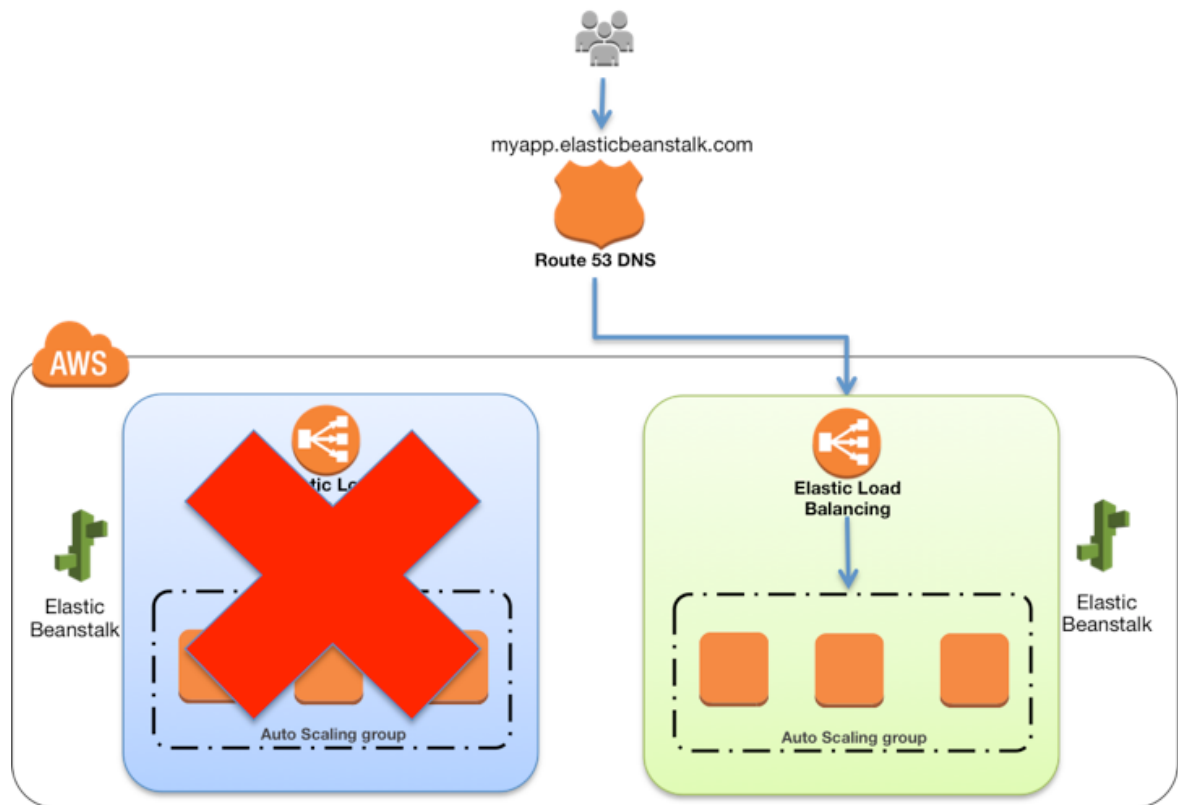 myapp.elasticbeanstalk.com
Route 53 DNS
AWS
Elastic
Beanstalk
Auto Scaling group
Elastic Load
Balancing
Auto Scaling group
Elastic
Beanstalk